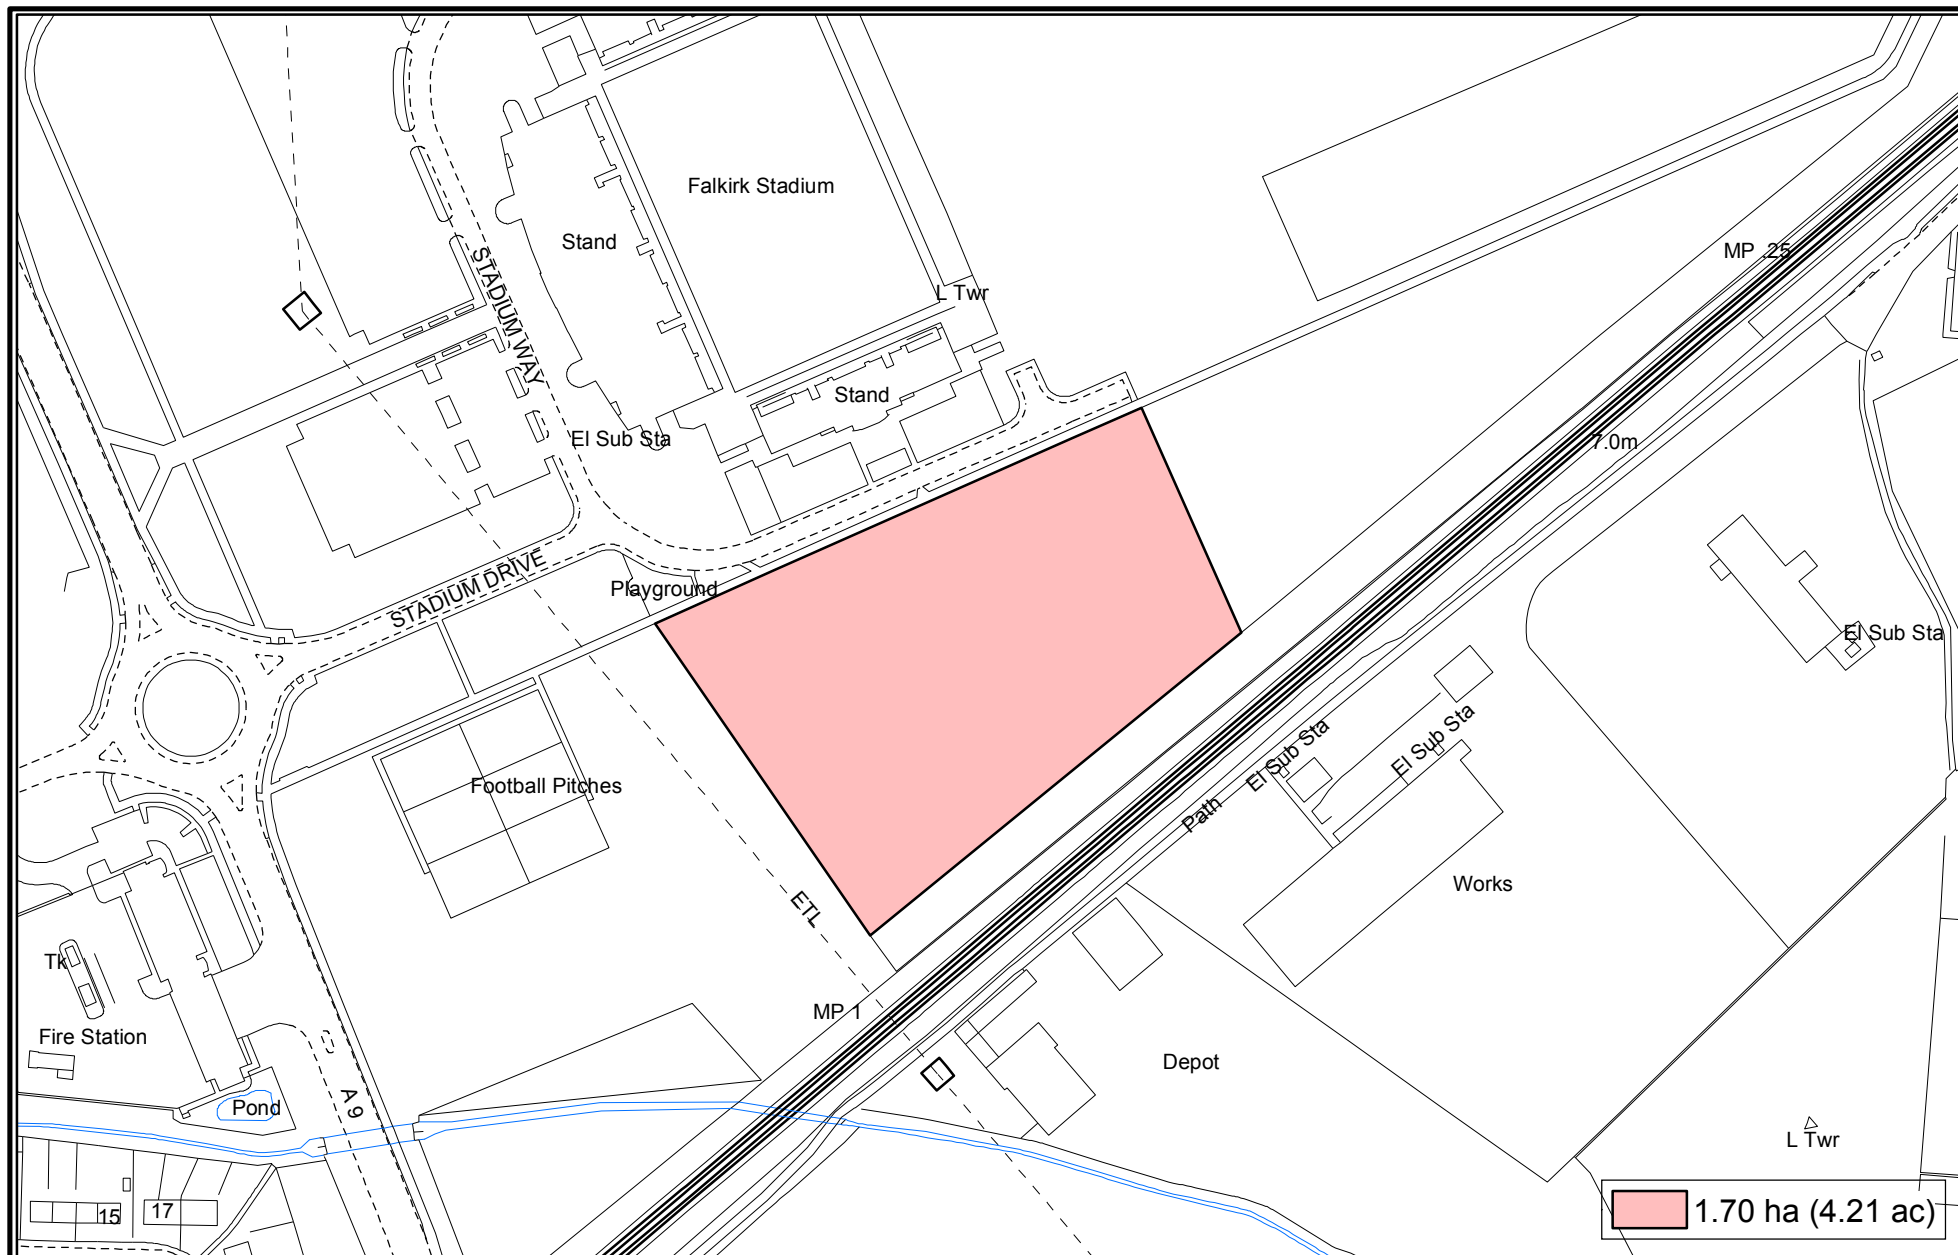 Falkirk Stadium
Stand
MP .25
L Twr
STADIUM WAY
Stand
El Sub Sta
7.0m
STADIUM DRIVE
Playground
El Sub Sta
El Sub Sta
El Sub Sta
Football Pitches
Path
Works
ETL
Tk
MP 1
Fire Station
Depot
A 9
Pond
L Twr
15
17
1.70 ha (4.21 ac)